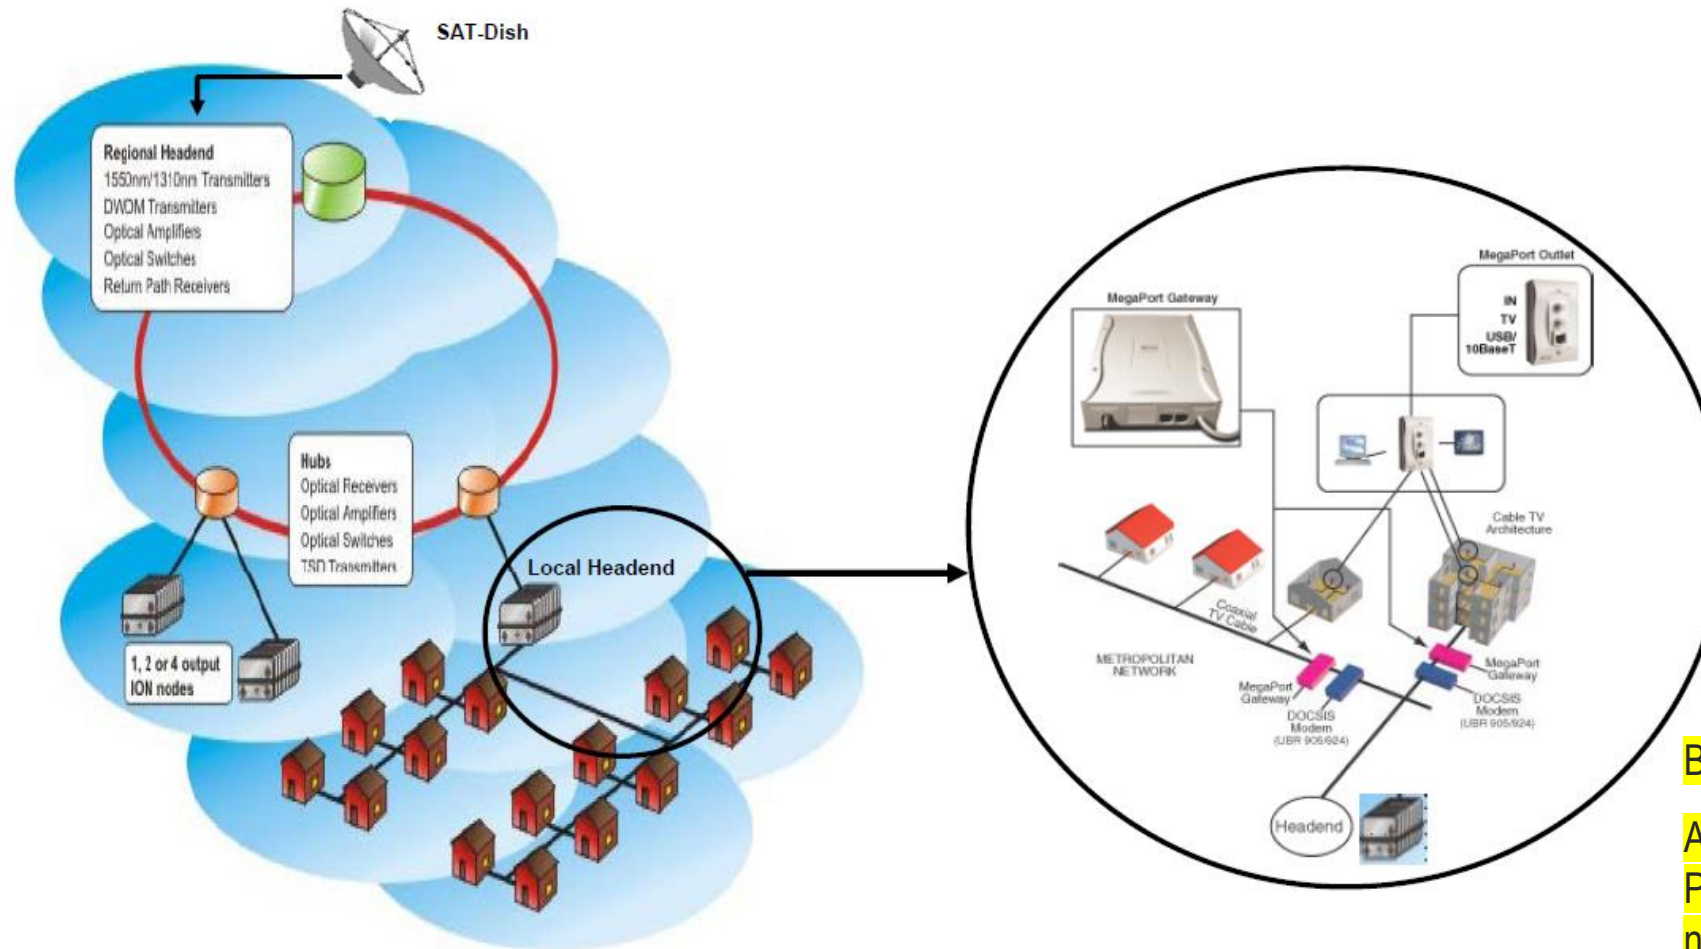 SAT-Dish
Regional Headend
1550nm/1310nm Transmitters
DWDM Transmitters
Optical Amplifiers
Optical Switches
Return Path Receivers
Hubs
Optical Receivers
Optical Amplifiers
Optical Switches
TSD Transmitters
Local Headend
1, 2 or 4 output
ION nodes
MegaPort Outlet
IN
TV
USB/
10BaseT
MegaPort Gateway
Cable TV
Architecture
Coaxial
TV Cable
METROPOLITAN
NETWORK
MegaPort
Gateway
DOCSIS
Modem
(UBR 905/924)
MegaPort
Gateway
DOCSIS
Modem
(UBR 905/924)
Headend
B
A
P